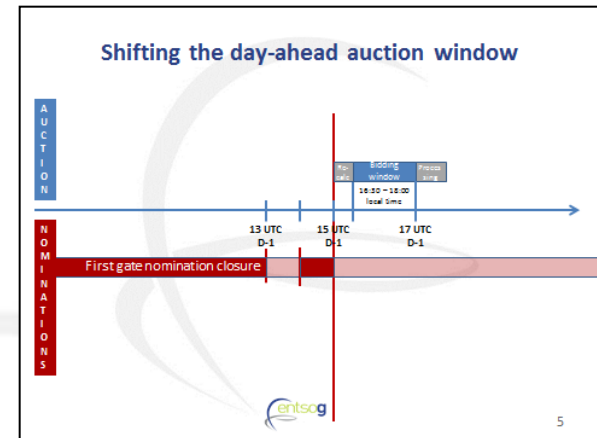 Shifting the day-ahead auction window
AUCTION
Bidding
window
16:30 – 18:00
local time
13 UTC
D-1
15 UTC
D-1
17 UTC
D-1
NOMINATIONS
First gate nomination closure
entsog
5